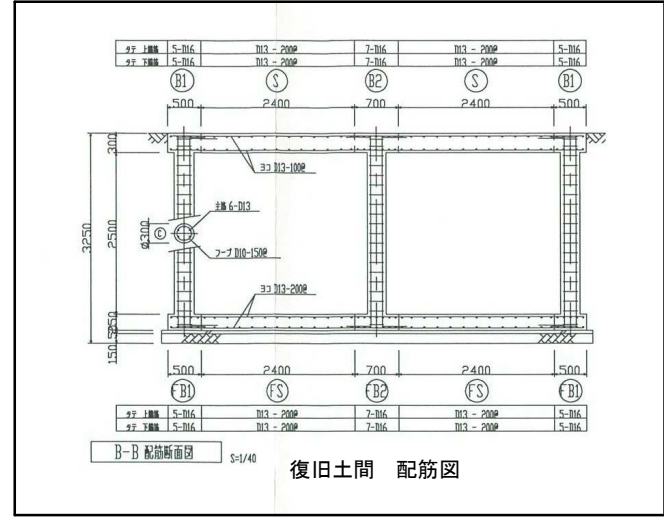 タテ 上端筋 5-D16 D13 - 200@ 7-D16 D13 - 200@ 5-D16
タテ 下端筋 5-D16 D13 - 200@ 7-D16 D13 - 200@ 5-D16
B1 S B2 S B1
500 2400 700 2400 500
300
ヨコ D13-100@
主筋 6-D13
3250
2500
φ300
C
フープ D10-150@
ヨコ D13-200@
250
50
150
500 2400 700 2400 500
FB1 FS FB2 FS FB1
タテ 上端筋 5-D16 D13 - 200@ 7-D16 D13 - 200@ 5-D16
タテ 下端筋 5-D16 D13 - 200@ 7-D16 D13 - 200@ 5-D16
B-B 配筋断面図 S=1/40
復旧土間 配筋図